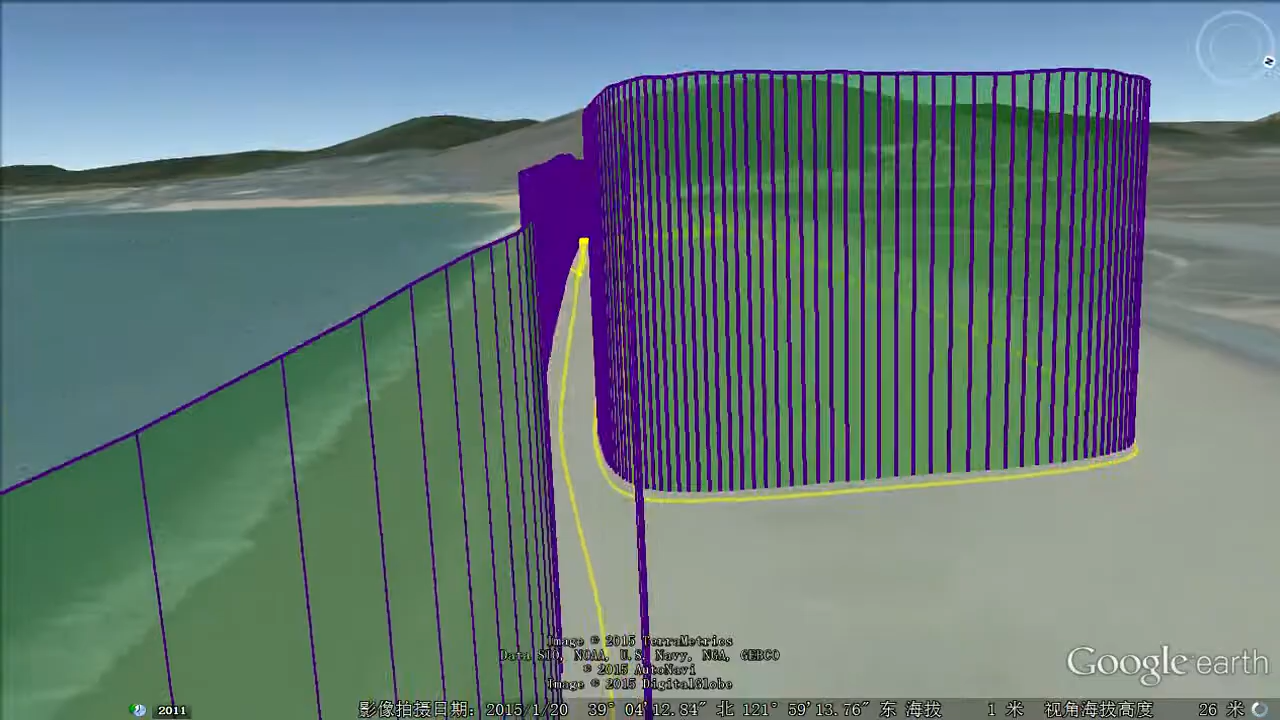 N
Image © 2015 TerraMetrics
Data SIO, NOAA, U.S. Navy, NGA, GEBCO
© 2015 AutoNavi
Image © 2015 DigitalGlobe
Google earth
2011
影像拍摄日期: 2015/1/20 39° 04′12.84″ 北 121° 59′13.76″ 东 海拔 1 米 视角海拔高度 26 米